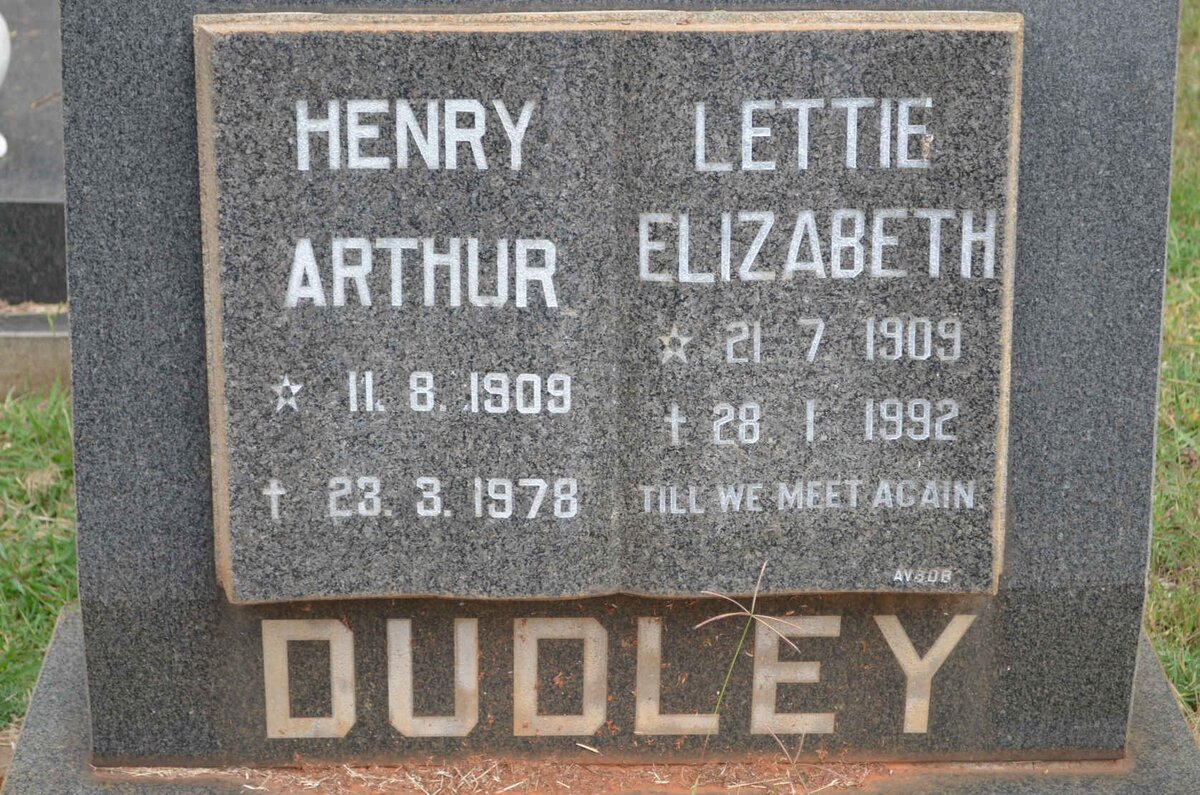 HENRY
ARTHUR
☆ 11. 8. 1909
† 23. 3. 1978
LETTIE
ELIZABETH
☆ 21 7 1909
† 28. 1. 1992
TILL WE MEET AGAIN
DUDLEY